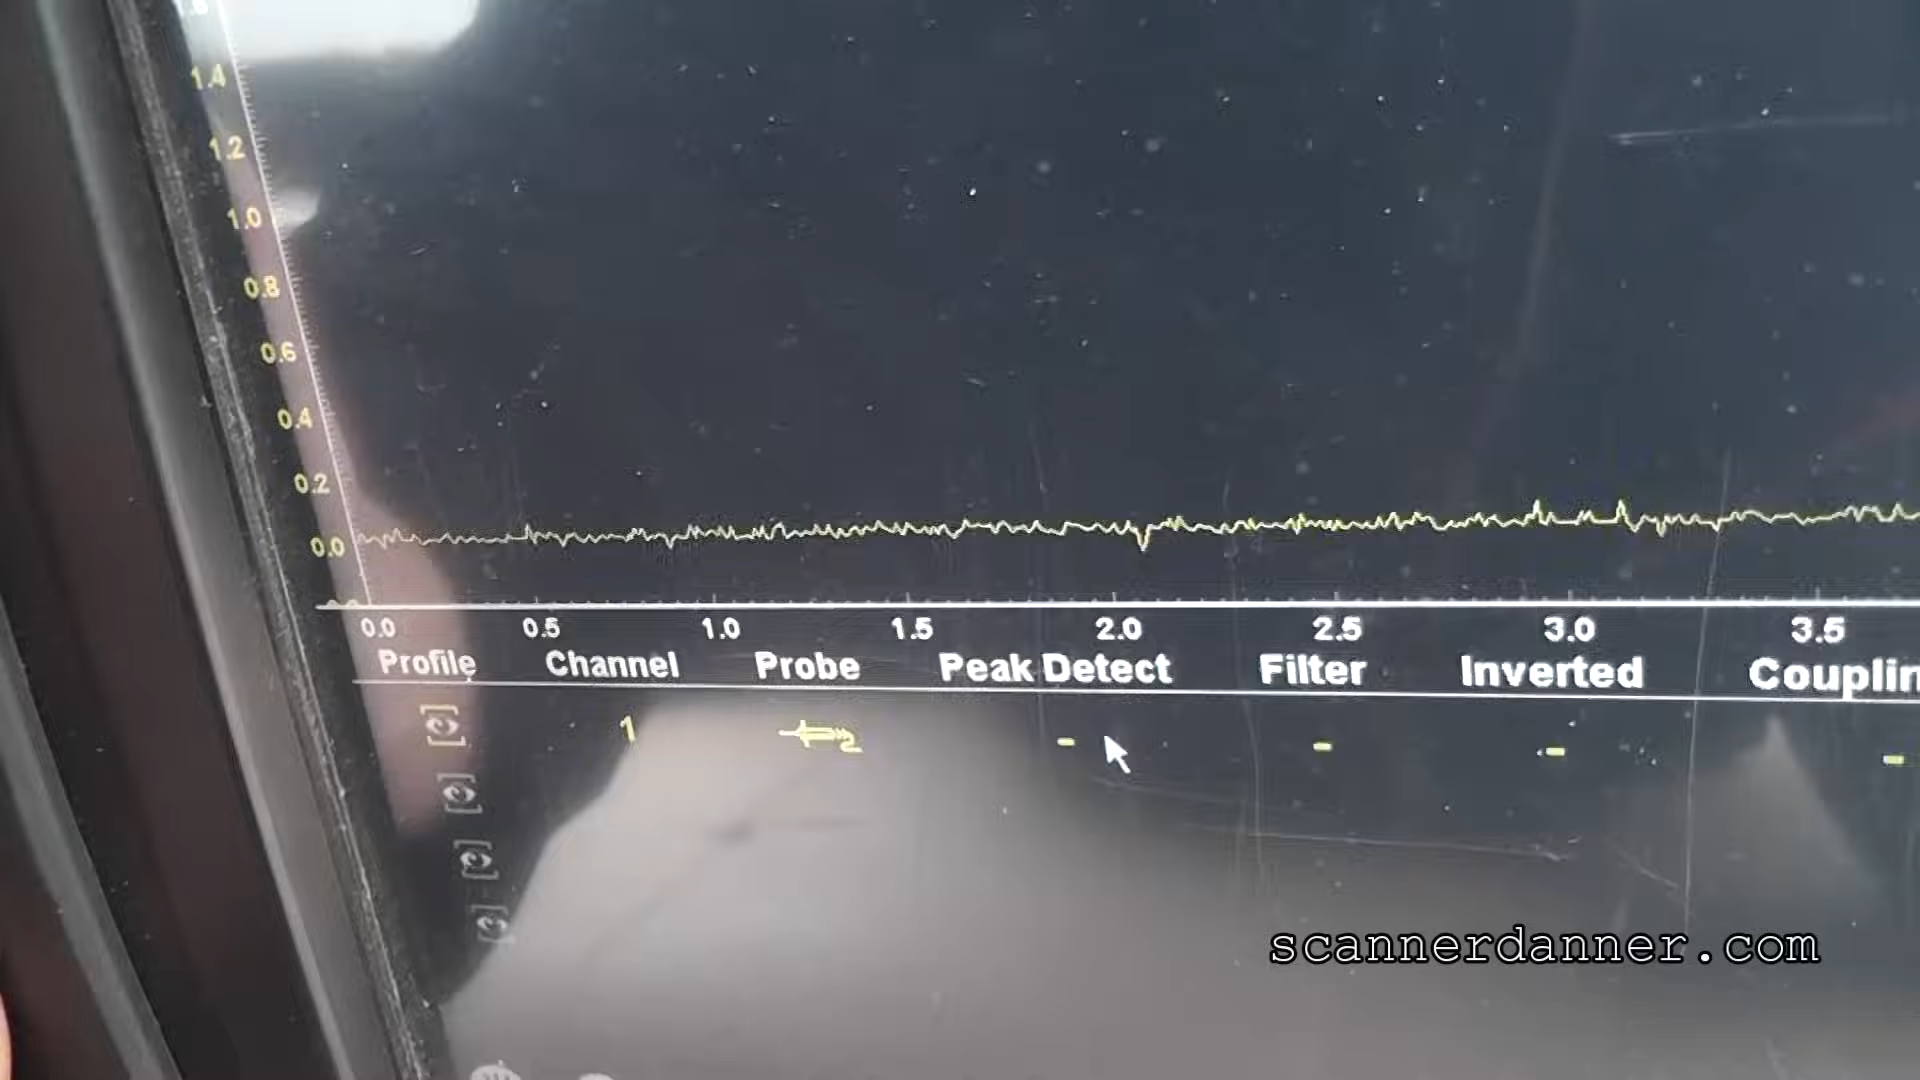 1.4
1.2
1.0
0.8
0.6
0.4
0.2
0.0
0.0 0.5 1.0 1.5 2.0 2.5 3.0 3.5
Profile Channel Probe Peak Detect Filter Inverted Couplin
1 2 - - - -
scannerdanner.com